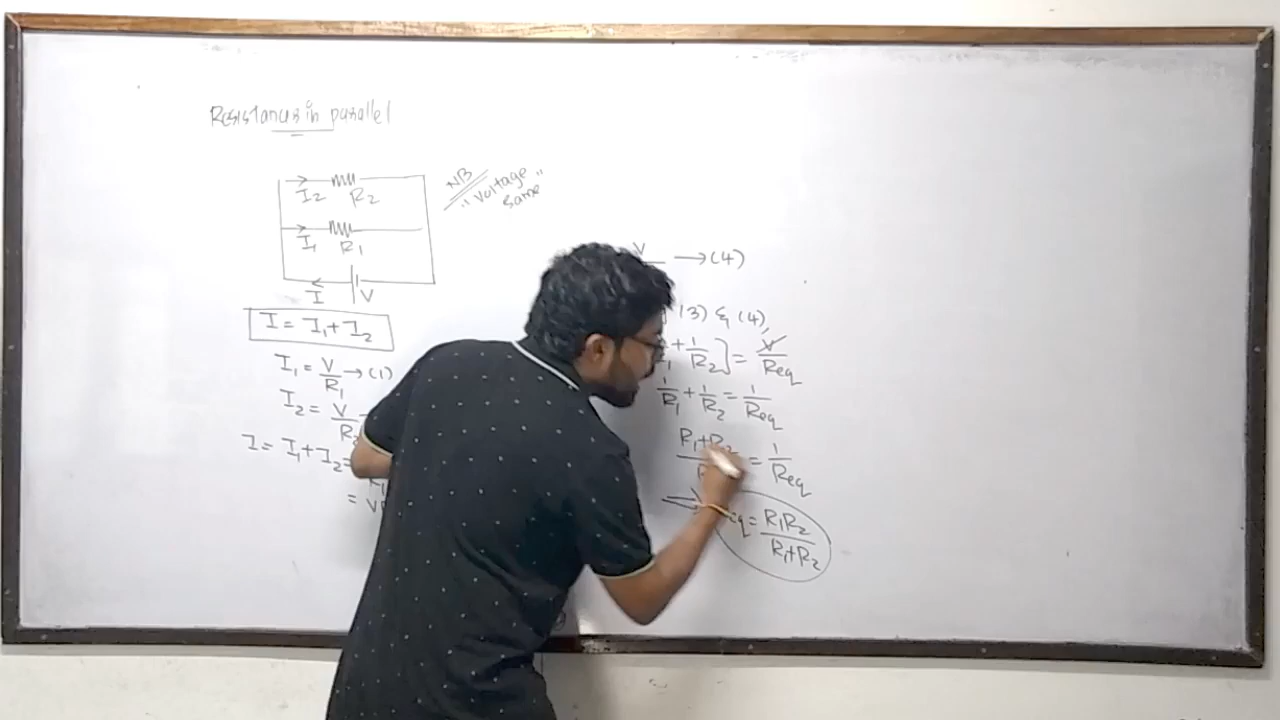 Resistances in parallel
I2 R2
I1 R1
I V
NB
"Voltage"
same
I = I1 + I2
I1 = V/R1 → (1)
I2 = V/R2
I = I1 + I2 =
= V
V → (4)
(3) & (4)
+ 1/R2] = V/Req
1/R1 + 1/R2 = 1/Req
R1+R2 = 1/Req
⇒ q = R1R2/R1+R2